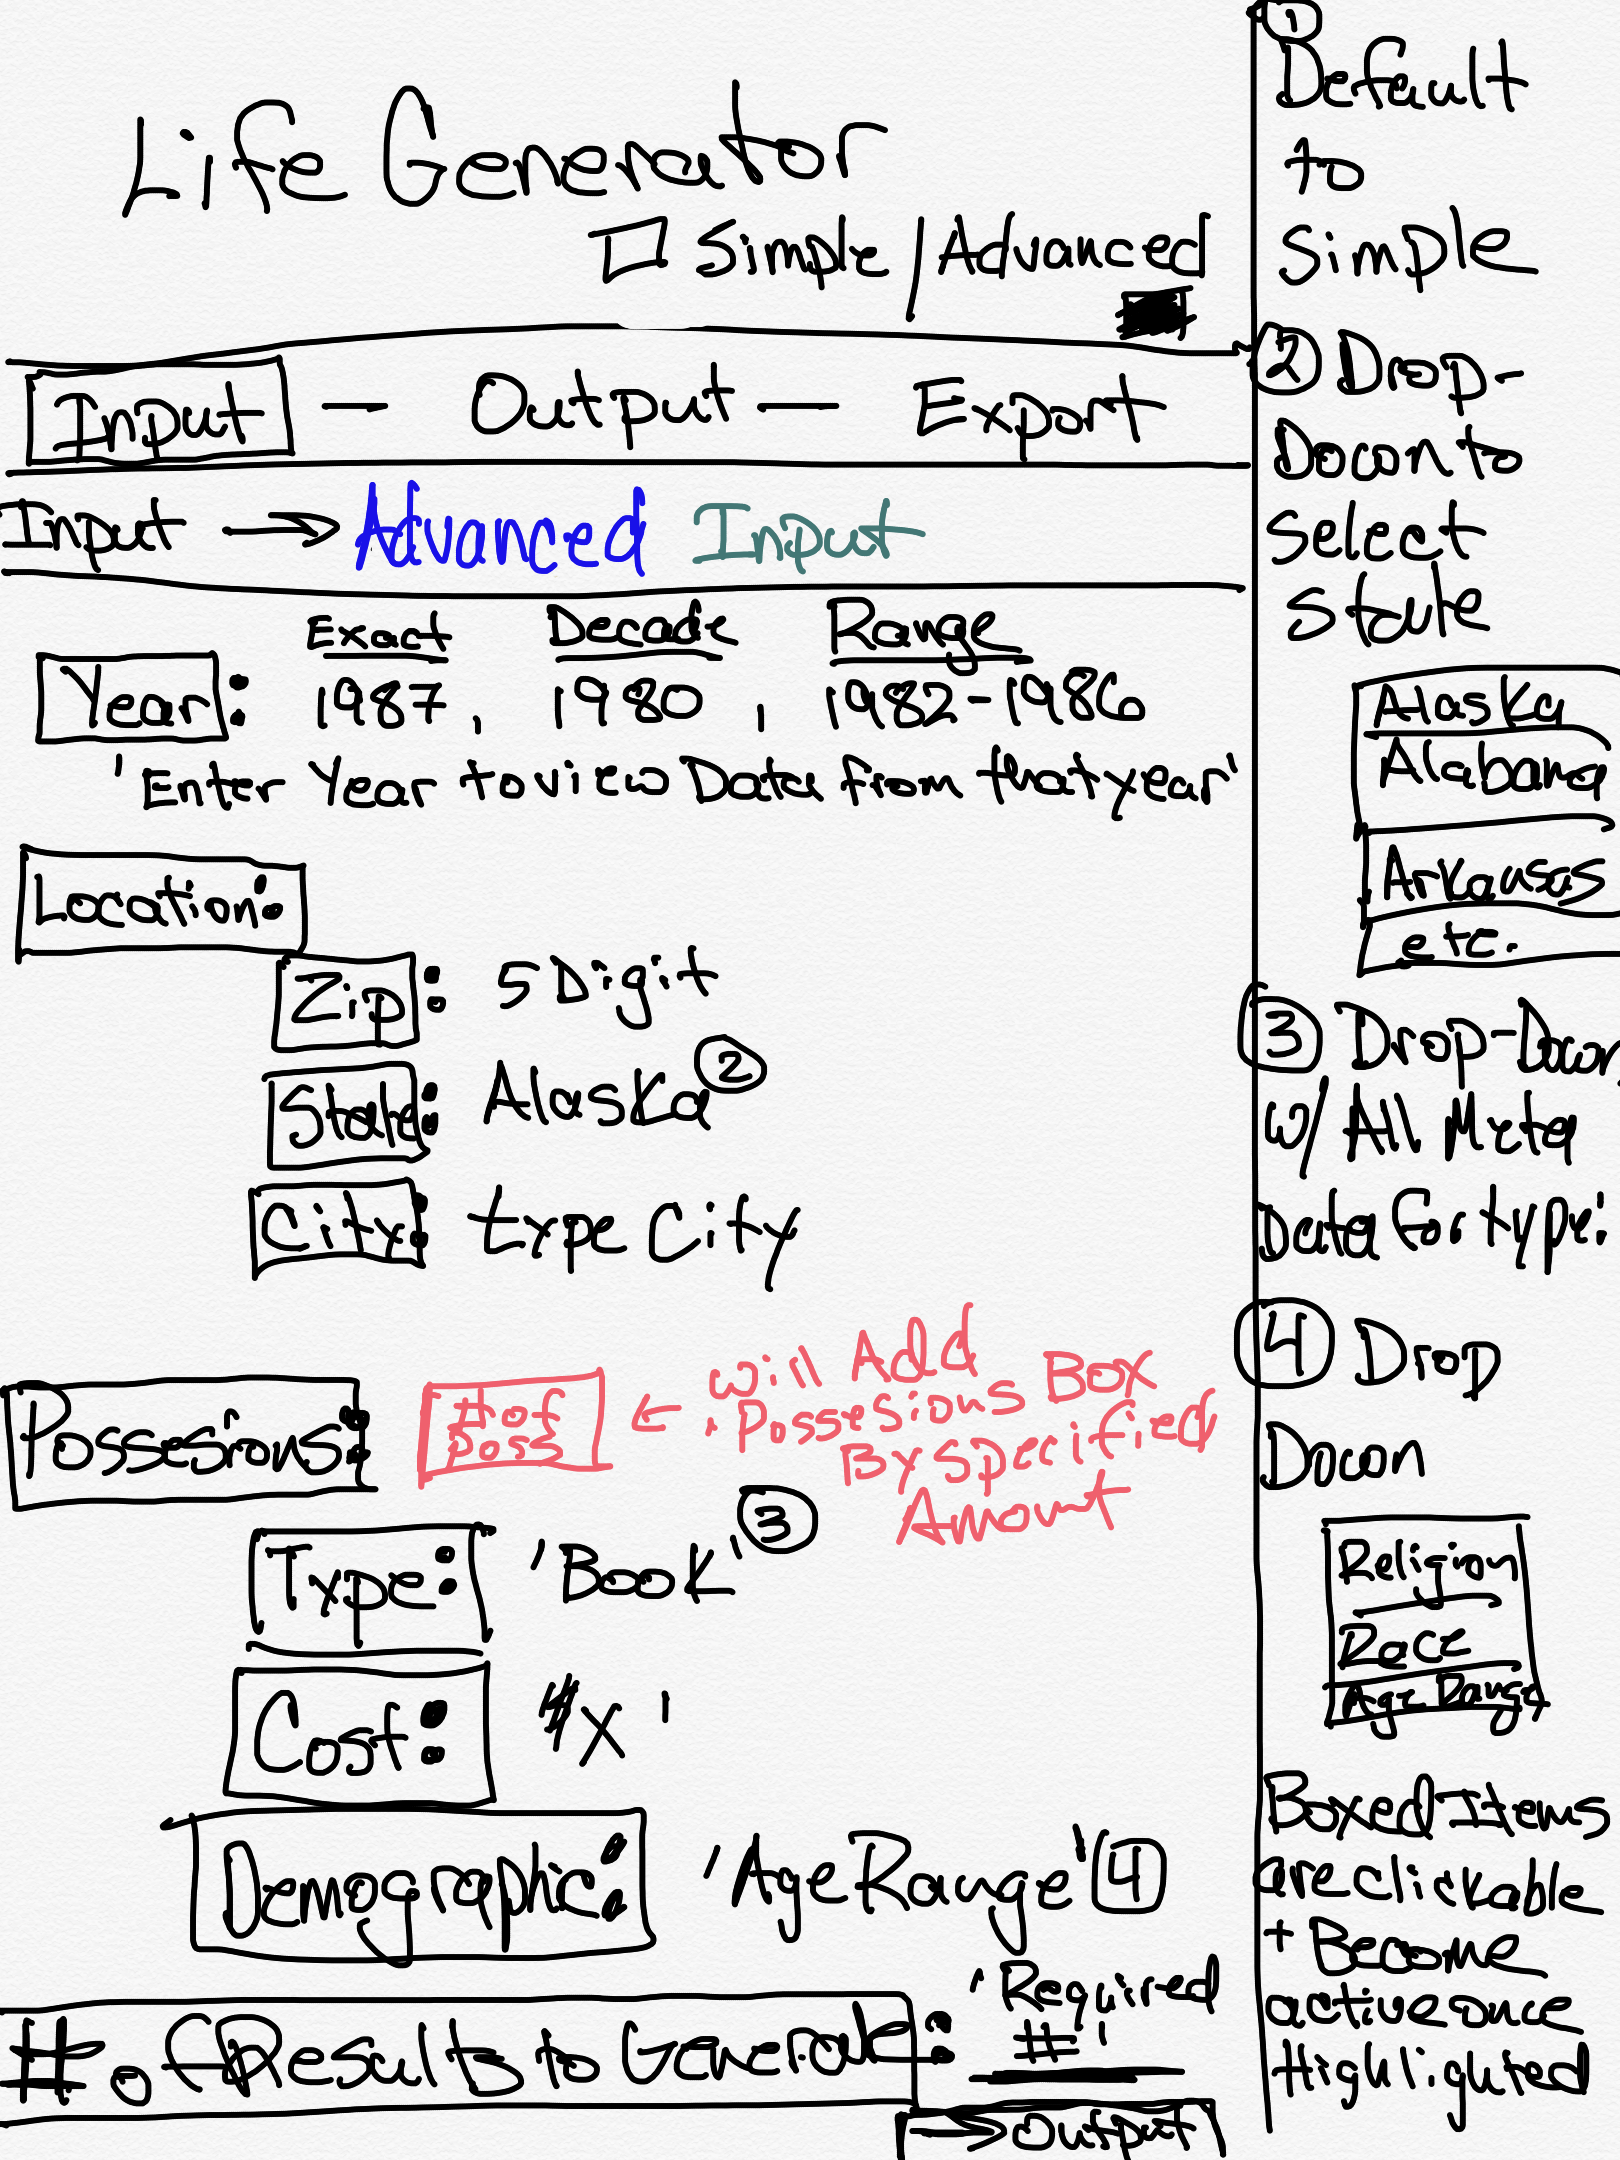 Life Generator
Simple / Advanced
Input — Output — Export
Input → Advanced Input
Exact Decade Range
Year: 1987, 1980, 1982-1986
'Enter Year to view Data from that year'
Location:
Zip: 5 Digit
State: Alaska ②
City: type City
Possesions: # of poss ← will Add
Possesions Box
By specified
Amount
Type: 'Book' ③
Cost: #x'
Demographic: 'Age Range' 4
# of Results to Generate: 'Required
#'
→ output
①
Default
to
simple
② Drop-
Down to
select
state
Alaska
Alabama
Arkansas
etc.
③ Drop-Down
w/ All Meta
Data for type:
④ Drop
Down
Religion
Race
Age Range
Boxed Items
are clickable
+ Become
active once
Highlighted